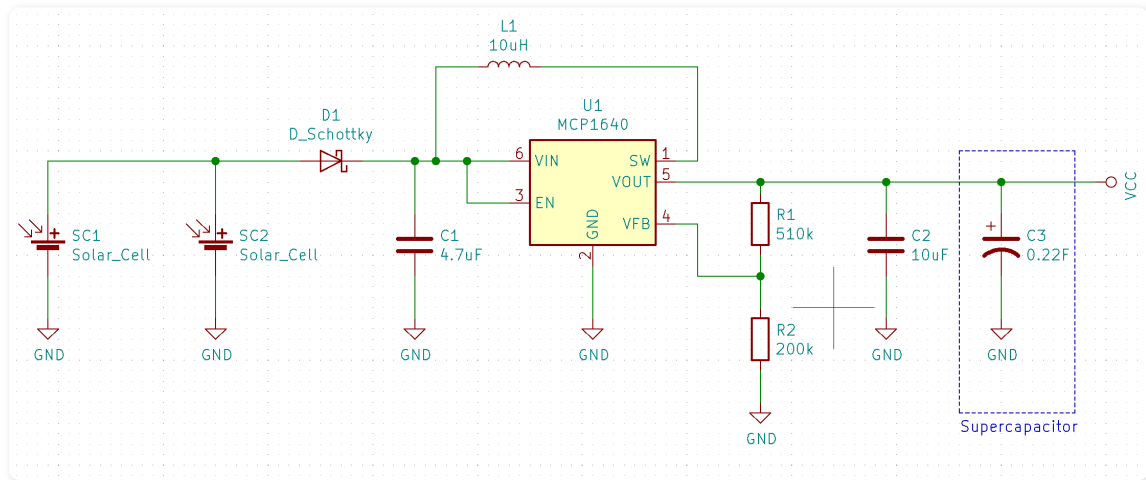 L1
10uH
D1
D_Schottky
U1
MCP1640
6
VIN
SW
1
VOUT
5
3
EN
VFB
4
GND
2
SC1
Solar_Cell
SC2
Solar_Cell
C1
4.7uF
R1
510k
C2
10uF
C3
0.22F
VCC
R2
200k
GND
GND
GND
GND
GND
GND
GND
Supercapacitor